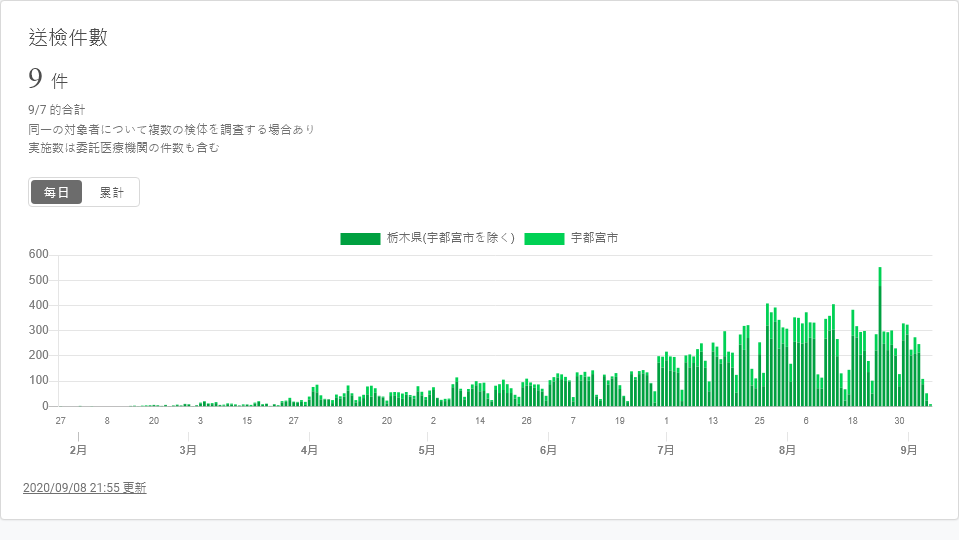 送檢件數
9 件
9/7 的合計
同一の対象者について複数の検体を調査する場合あり
実施数は委託医療機関の件数も含む
每日 累計
栃木県(宇都宮市を除く) 宇都宮市
600
500
400
300
200
100
0
27 8 20 3 15 27 8 20 2 14 26 7 19 1 13 25 6 18 30
2月 3月 4月 5月 6月 7月 8月 9月
2020/09/08 21:55 更新